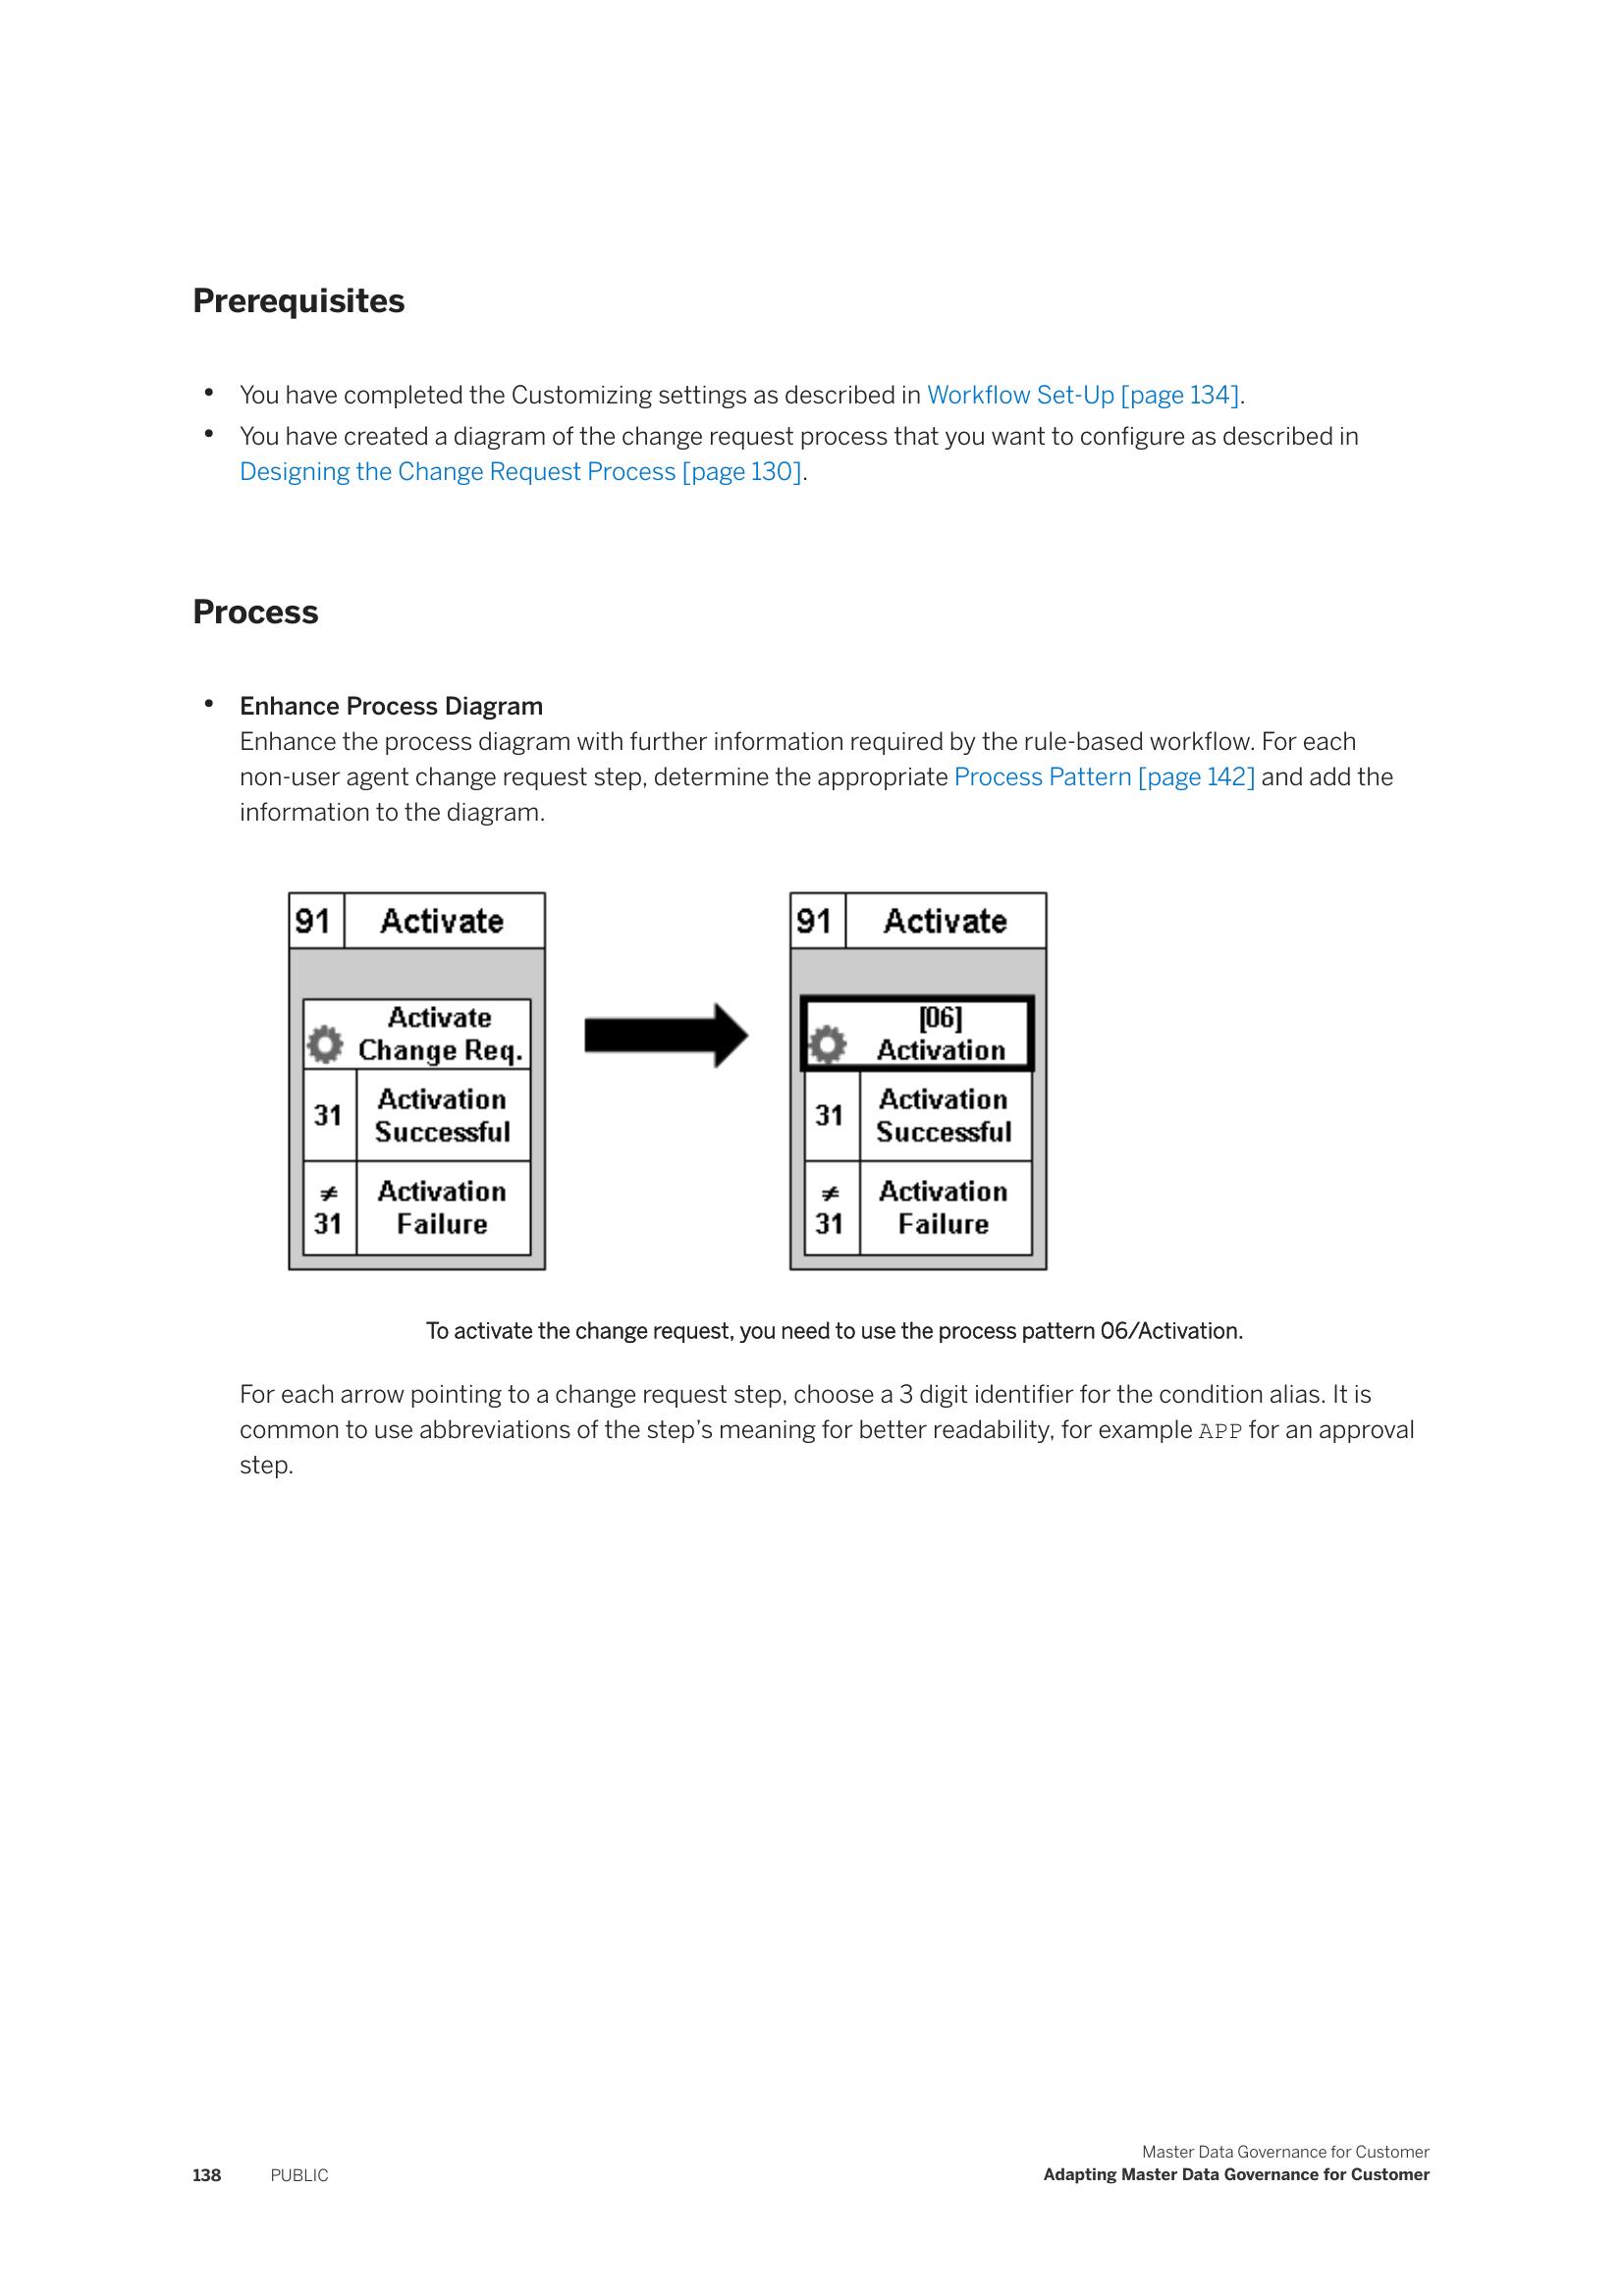 Prerequisites
• You have completed the Customizing settings as described in Workflow Set-Up [page 134].
• You have created a diagram of the change request process that you want to configure as described in
Designing the Change Request Process [page 130].
Process
• Enhance Process Diagram
Enhance the process diagram with further information required by the rule-based workflow. For each
non-user agent change request step, determine the appropriate Process Pattern [page 142] and add the
information to the diagram.
91 Activate
Activate
Change Req.
31 Activation
Successful
≠ Activation
31 Failure
91 Activate
[06]
Activation
31 Activation
Successful
≠ Activation
31 Failure
To activate the change request, you need to use the process pattern 06/Activation.
For each arrow pointing to a change request step, choose a 3 digit identifier for the condition alias. It is
common to use abbreviations of the step's meaning for better readability, for example APP for an approval
step.
138 PUBLIC
Master Data Governance for Customer
Adapting Master Data Governance for Customer